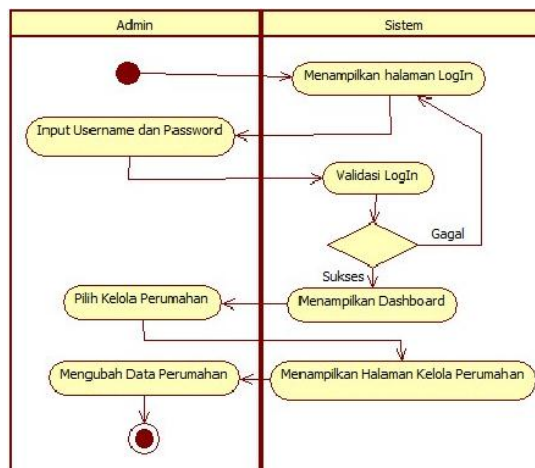 Admin
Sistem
Menampilkan halaman LogIn
Input Username dan Password
Validasi LogIn
Gagal
Sukses
Pilih Kelola Perumahan
Menampilkan Dashboard
Mengubah Data Perumahan
Menampilkan Halaman Kelola Perumahan